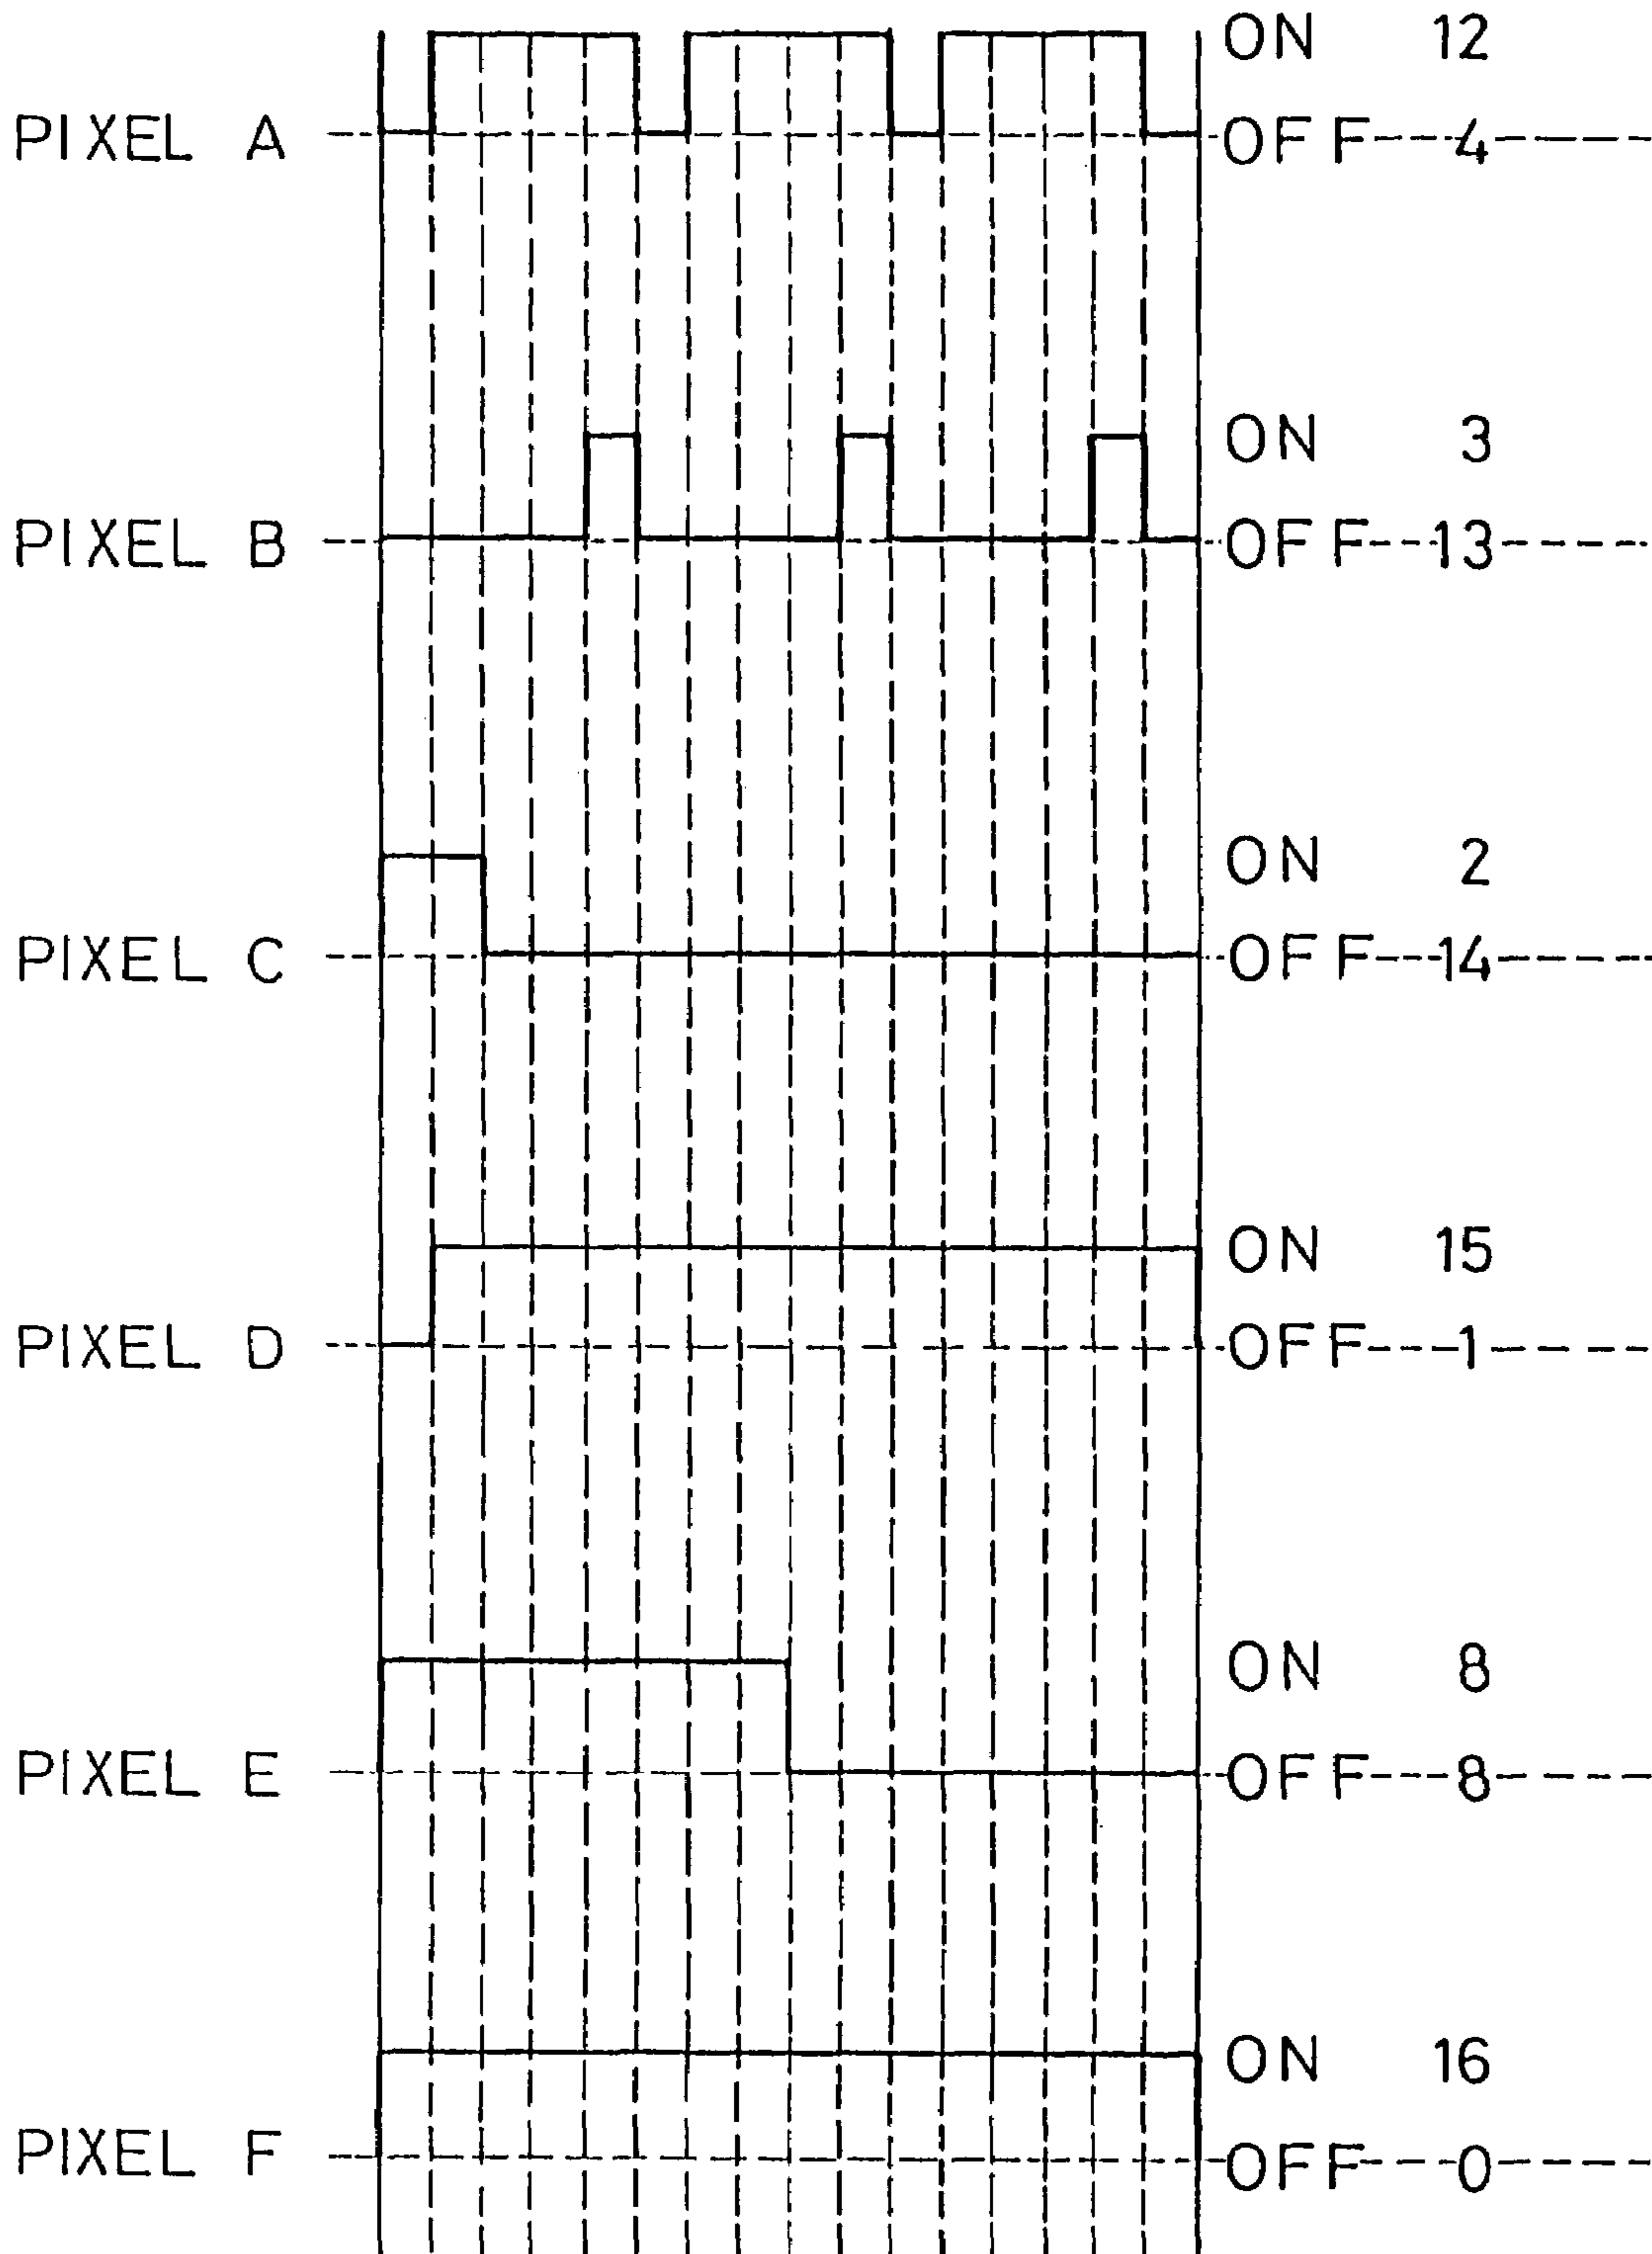 ON 12
PIXEL A OFF 4
ON 3
PIXEL B OFF 13
ON 2
PIXEL C OFF 14
ON 15
PIXEL D OFF 1
ON 8
PIXEL E OFF 8
ON 16
PIXEL F OFF 0